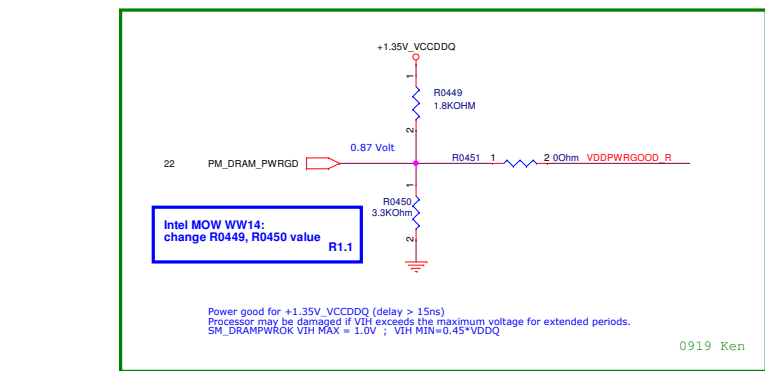 +1.35V_VCCDDQ
1
R0449
1.8KOHM
2
0.87 Volt
22 PM_DRAM_PWRGD
R0451 1 2 0Ohm VDDPWRGOOD_R
1
R0450
3.3KOhm
2
Intel MOW WW14:
change R0449, R0450 value
R1.1
Power good for +1.35V_VCCDDQ (delay > 15ns)
Processor may be damaged if VIH exceeds the maximum voltage for extended periods.
SM_DRAMPWROK VIH MAX = 1.0V ; VIH MIN=0.45*VDDQ
0919 Ken